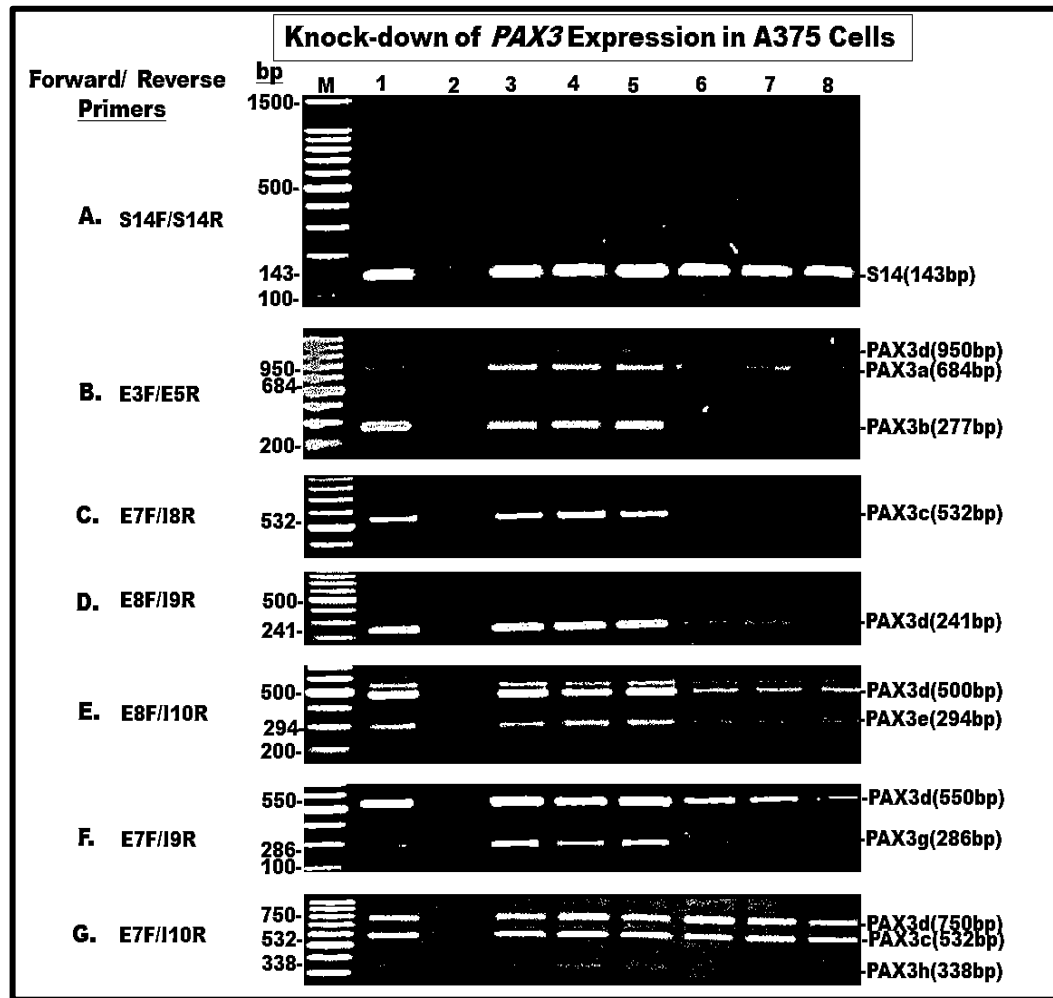 Knock-down of PAX3 Expression in A375 Cells
Forward/ Reverse
Primers
bp
M 1 2 3 4 5 6 7 8
1500-
500-
A. S14F/S14R
143-
100-
-S14(143bp)
B. E3F/E5R
950-
684-
200-
-PAX3d(950bp)
-PAX3a(684bp)
-PAX3b(277bp)
C. E7F/I8R
532-
-PAX3c(532bp)
D. E8F/I9R
500-
241-
-PAX3d(241bp)
E. E8F/I10R
500-
294-
200-
-PAX3d(500bp)
-PAX3e(294bp)
F. E7F/I9R
550-
286-
100-
-PAX3d(550bp)
-PAX3g(286bp)
G. E7F/I10R
750-
532-
338-
-PAX3d(750bp)
-PAX3c(532bp)
-PAX3h(338bp)